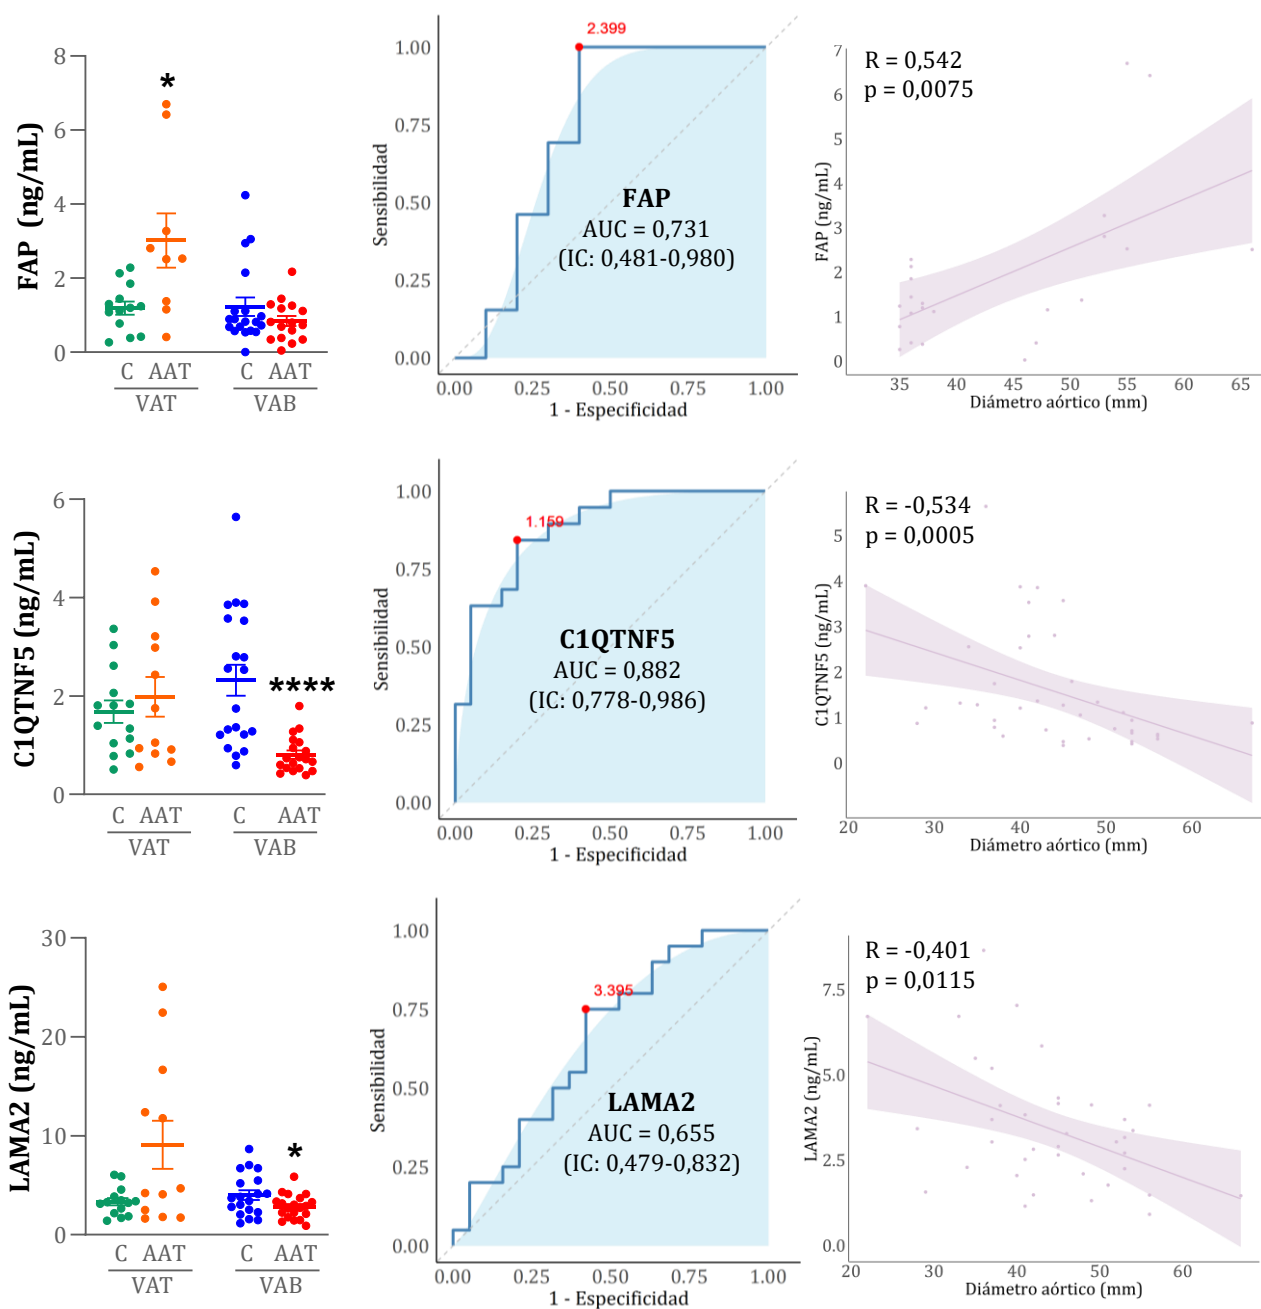 FAP (ng/mL)
8
6
4
2
0
*
C AAT
C AAT
VAT
VAB
Sensibilidad
1.00
0.75
0.50
0.25
0.00
2.399
FAP
AUC = 0,731
(IC: 0,481-0,980)
0.00 0.25 0.50 0.75 1.00
1 - Especificidad
FAP (ng/mL)
7
6
5
4
3
2
1
0
R = 0,542
p = 0,0075
35 40 45 50 55 60 65
Diámetro aórtico (mm)
C1QTNF5 (ng/mL)
6
4
2
0
****
C AAT
C AAT
VAT
VAB
Sensibilidad
1.00
0.75
0.50
0.25
0.00
1.159
C1QTNF5
AUC = 0,882
(IC: 0,778-0,986)
0.00 0.25 0.50 0.75 1.00
1 - Especificidad
C1QTNF5 (ng/mL)
5
4
3
2
1
0
R = -0,534
p = 0,0005
20 30 40 50 60
Diámetro aórtico (mm)
LAMA2 (ng/mL)
30
20
10
0
*
C AAT
C AAT
VAT
VAB
Sensibilidad
1.00
0.75
0.50
0.25
0.00
3.395
LAMA2
AUC = 0,655
(IC: 0,479-0,832)
0.00 0.25 0.50 0.75 1.00
1 - Especificidad
LAMA2 (ng/mL)
7.5
5.0
2.5
0.0
R = -0,401
p = 0,0115
20 30 40 50 60
Diámetro aórtico (mm)